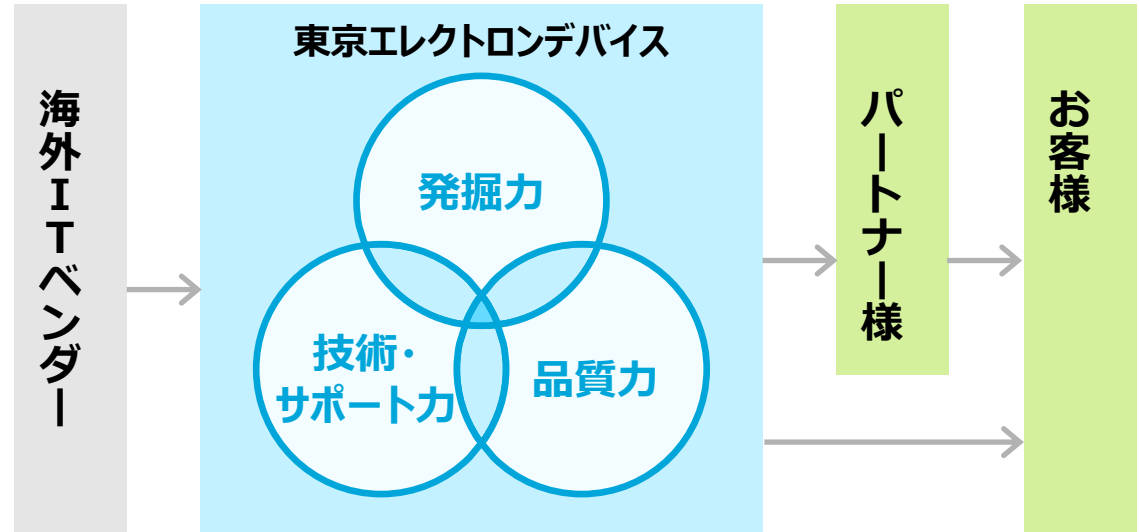 海外ITベンダー
東京エレクトロンデバイス
発掘力
技術・
サポート力
品質力
パートナー様
お客様